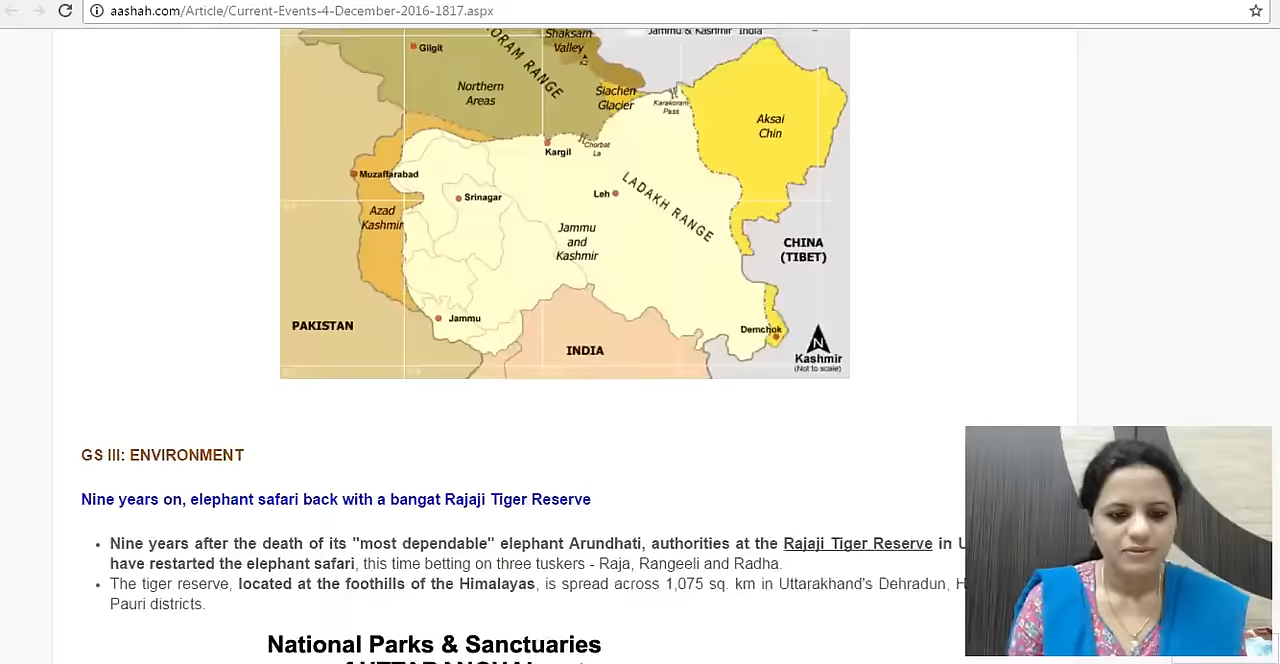 aashah.com/Article/Current-Events-4-December-2016-1817.aspx
Shaksam
Valley
K2
Jammu & Kashmir India
Gilgit
ORAM RANGE
Northern
Areas
Siachen
Glacier
Karakoram
Pass
Aksai
Chin
Kargil
Chorbat
La
Muzaffarabad
Srinagar
Leh
LADAKH RANGE
Azad
Kashmir
Jammu
and
Kashmir
CHINA
(TIBET)
Jammu
PAKISTAN
INDIA
Demchok
N
Kashmir
(Not to scale)
GS III: ENVIRONMENT
Nine years on, elephant safari back with a bangat Rajaji Tiger Reserve
• Nine years after the death of its "most dependable" elephant Arundhati, authorities at the Rajaji Tiger Reserve in
have restarted the elephant safari, this time betting on three tuskers - Raja, Rangeeli and Radha.
• The tiger reserve, located at the foothills of the Himalayas, is spread across 1,075 sq. km in Uttarakhand's Dehradun, H
Pauri districts.
National Parks & Sanctuaries